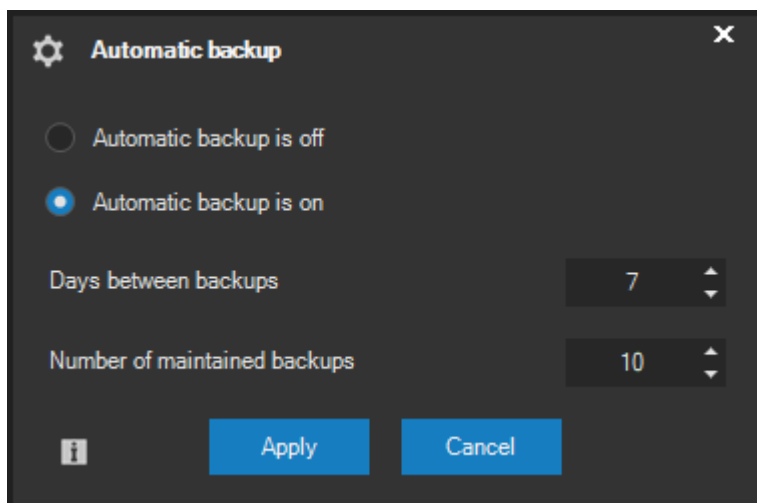 Automatic backup
Automatic backup is off
Automatic backup is on
Days between backups 7
Number of maintained backups 10
Apply Cancel